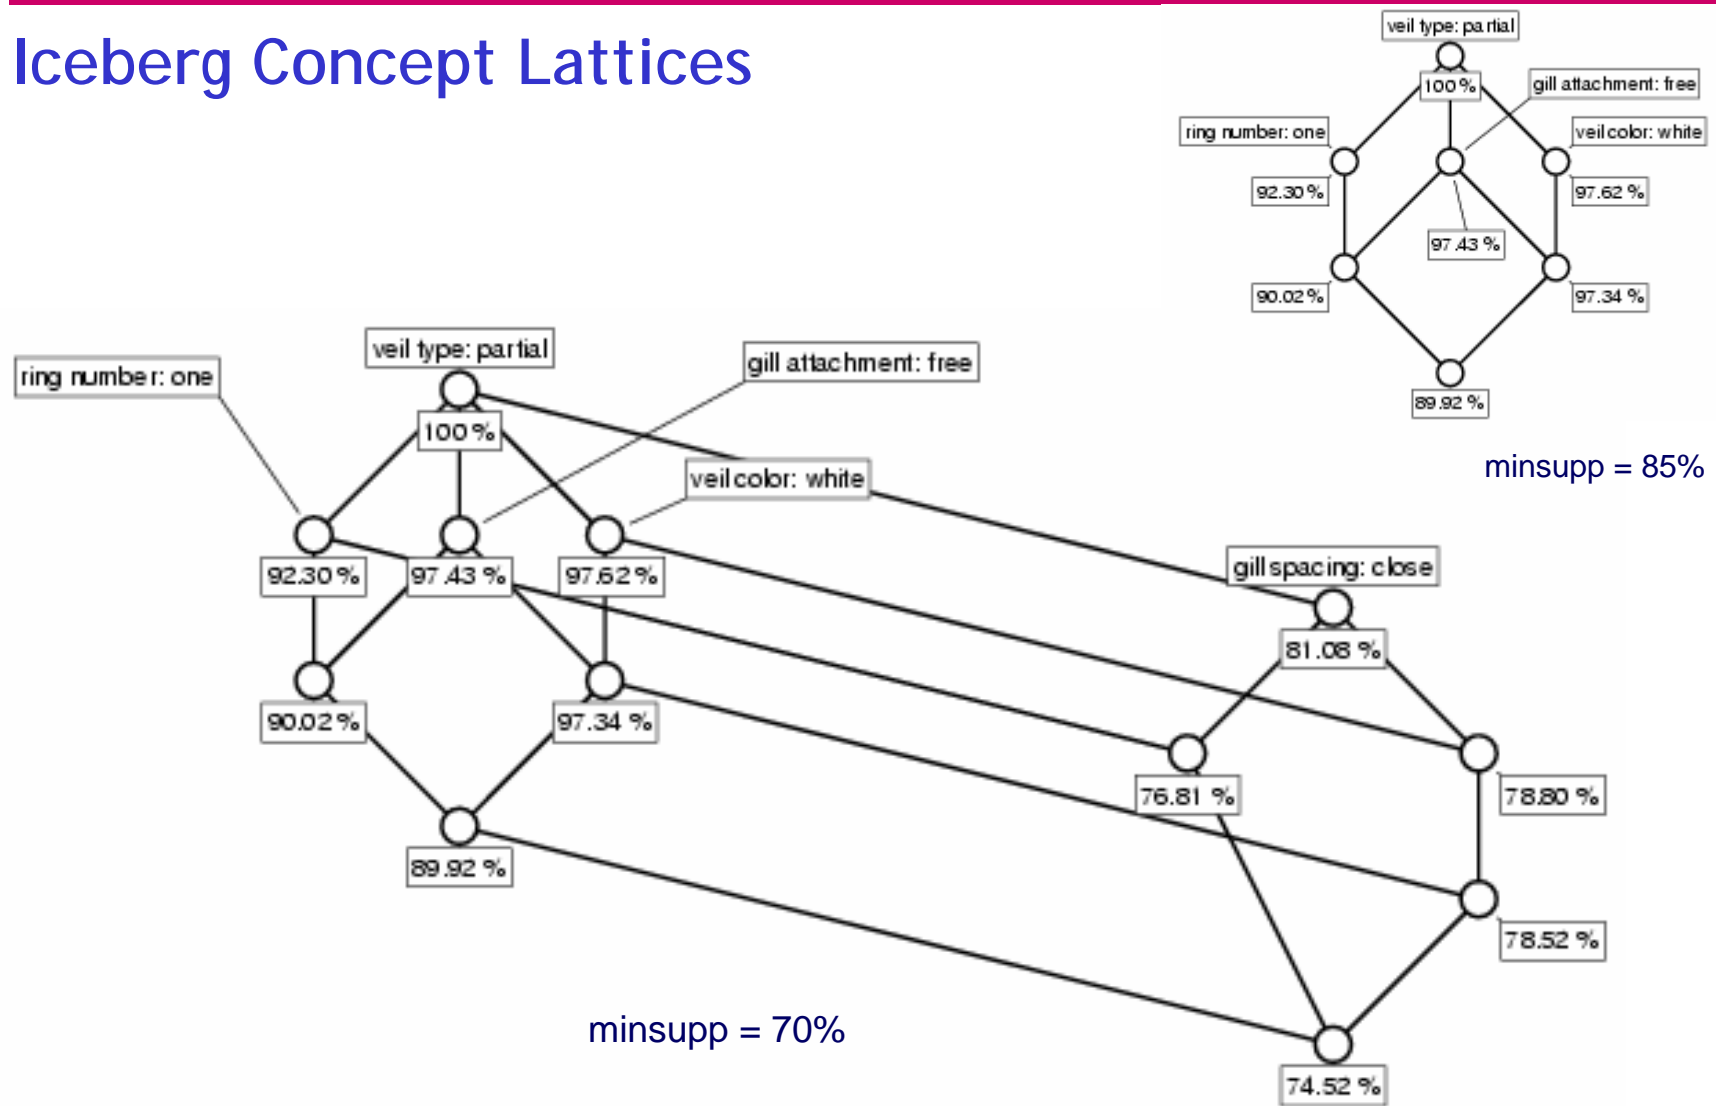 Iceberg Concept Lattices
veil type: partial
100 %
gill attachment: free
ring number: one
veil color: white
92.30 %
97.62 %
97.43 %
90.02 %
97.34 %
89.92 %
minsupp = 85%
veil type: partial
ring number: one
gill attachment: free
100 %
veil color: white
92.30 %
97.43 %
97.62 %
gill spacing: close
81.08 %
90.02 %
97.34 %
76.81 %
78.80 %
89.92 %
78.52 %
minsupp = 70%
74.52 %